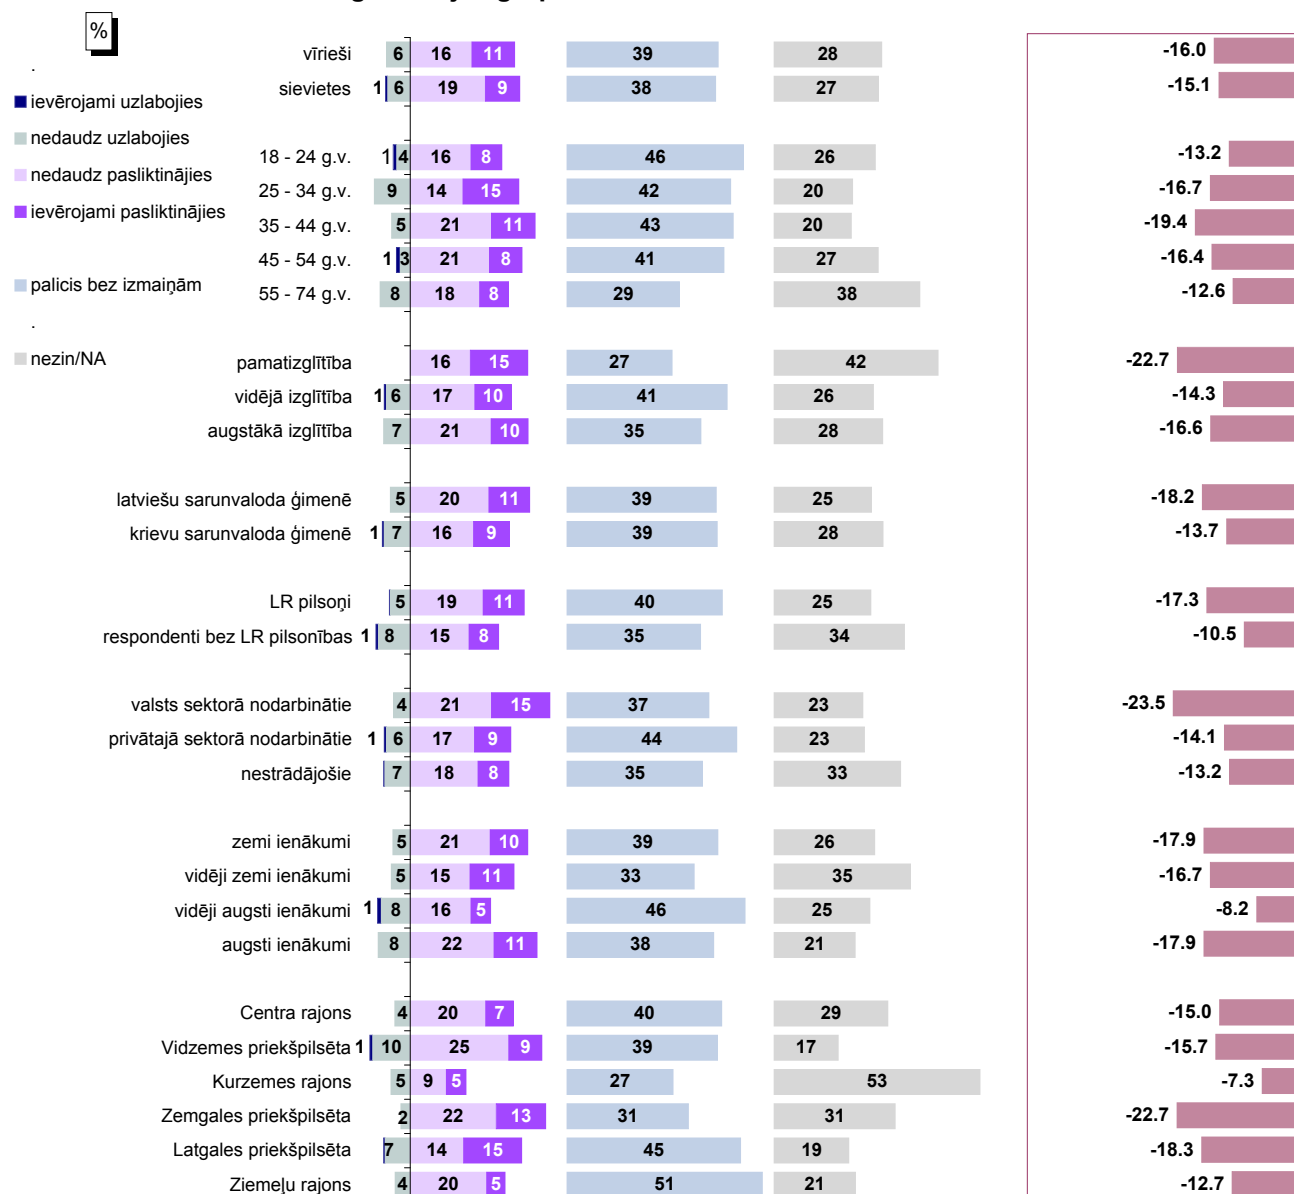 %
.
ievērojami uzlabojies
nedaudz uzlabojies
nedaudz pasliktinājies
ievērojami pasliktinājies
palicis bez izmaiņām
.
nezin/NA
vīrieši 6 16 11 39 28 -16.0
sievietes 1 6 19 9 38 27 -15.1
18 - 24 g.v. 1 4 16 8 46 26 -13.2
25 - 34 g.v. 9 14 15 42 20 -16.7
35 - 44 g.v. 5 21 11 43 20 -19.4
45 - 54 g.v. 1 3 21 8 41 27 -16.4
55 - 74 g.v. 8 18 8 29 38 -12.6
pamatizglītība 16 15 27 42 -22.7
vidējā izglītība 1 6 17 10 41 26 -14.3
augstākā izglītība 7 21 10 35 28 -16.6
latviešu sarunvaloda ģimenē 5 20 11 39 25 -18.2
krievu sarunvaloda ģimenē 1 7 16 9 39 28 -13.7
LR pilsoņi 5 19 11 40 25 -17.3
respondenti bez LR pilsonības 1 8 15 8 35 34 -10.5
valsts sektorā nodarbinātie 4 21 15 37 23 -23.5
privātajā sektorā nodarbinātie 1 6 17 9 44 23 -14.1
nestrādājošie 7 18 8 35 33 -13.2
zemi ienākumi 5 21 10 39 26 -17.9
vidēji zemi ienākumi 5 15 11 33 35 -16.7
vidēji augsti ienākumi 1 8 16 5 46 25 -8.2
augsti ienākumi 8 22 11 38 21 -17.9
Centra rajons 4 20 7 40 29 -15.0
Vidzemes priekšpilsēta 1 10 25 9 39 17 -15.7
Kurzemes rajons 5 9 5 27 53 -7.3
Zemgales priekšpilsēta 2 22 13 31 31 -22.7
Latgales priekšpilsēta 7 14 15 45 19 -18.3
Ziemeļu rajons 4 20 5 51 21 -12.7